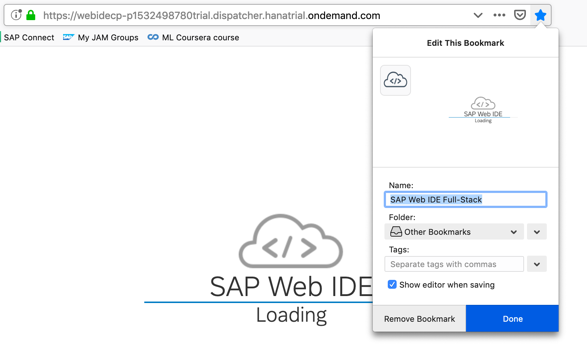 https://webidecp-p1532498780trial.dispatcher.hanatrial.ondemand.com
SAP Connect
SAP
My JAM Groups
ML Coursera course
Edit This Bookmark
</>
SAP Web IDE
Loading
Name:
SAP Web IDE Full-Stack
Folder:
Other Bookmarks
Tags:
Separate tags with commas
Show editor when saving
Remove Bookmark
Done
</>
SAP Web IDE
Loading